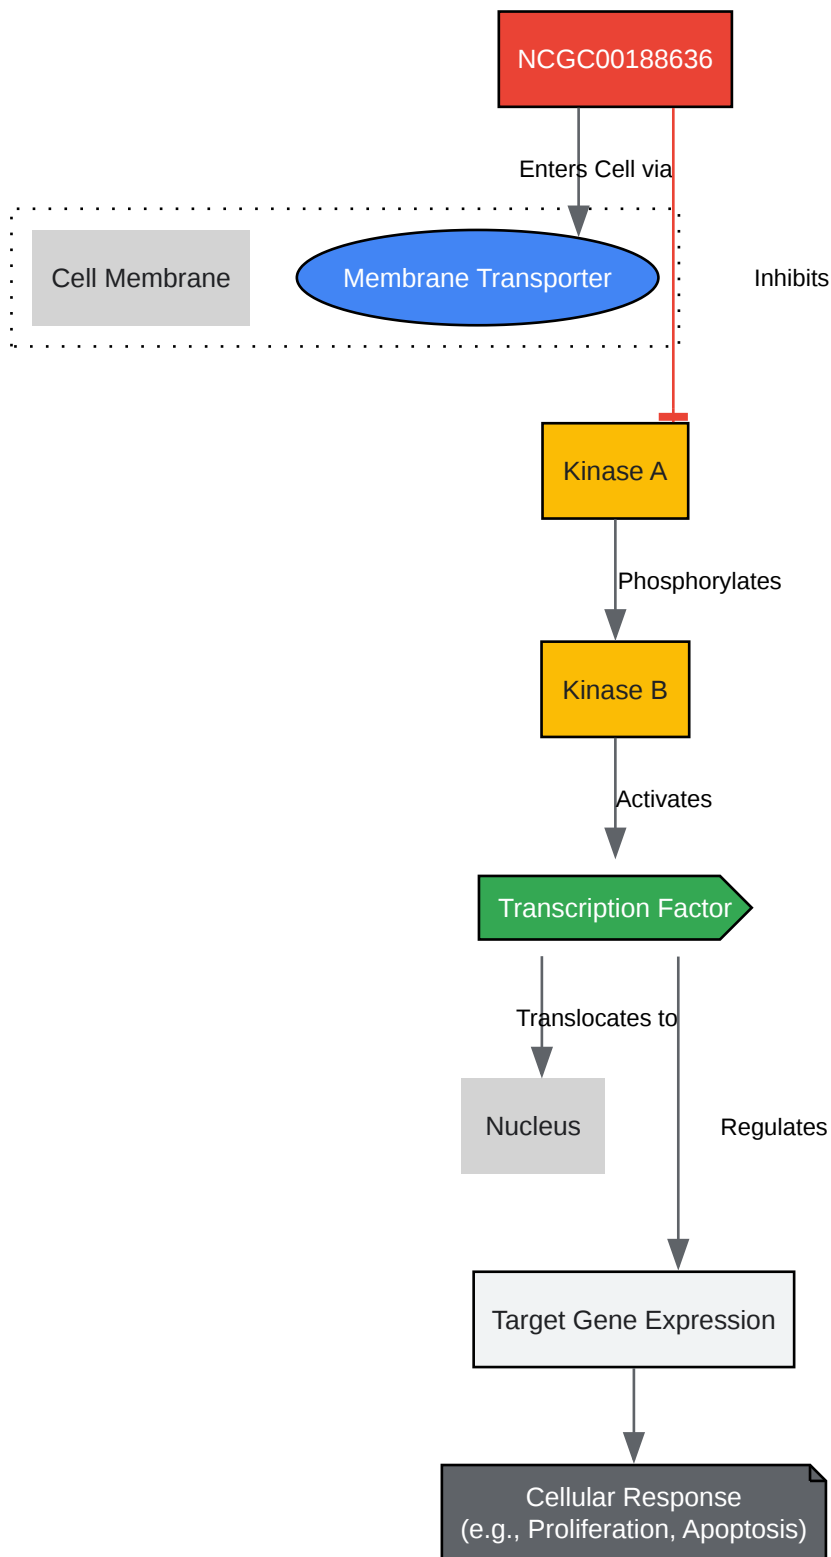 NCGC00188636
Enters Cell via
Cell Membrane
Membrane Transporter
Inhibits
Kinase A
Phosphorylates
Kinase B
Activates
Transcription Factor
Translocates to
Nucleus
Regulates
Target Gene Expression
Cellular Response
(e.g., Proliferation, Apoptosis)